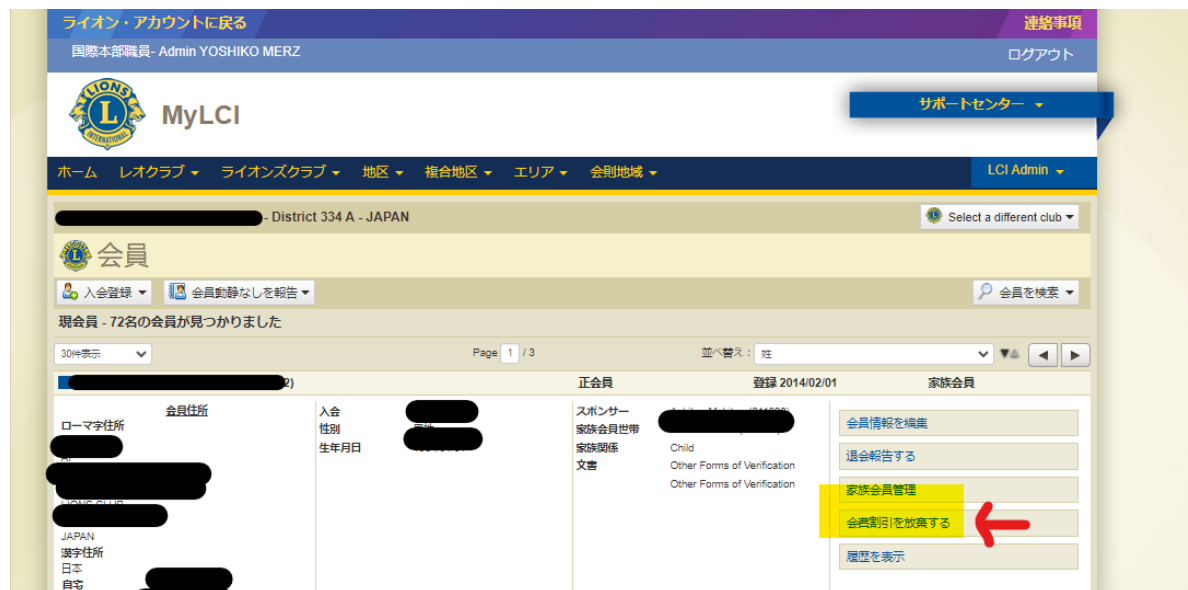 ライオン・アカウントに戻る 連絡事項
国際本部職員- Admin YOSHIKO MERZ ログアウト
LIONS
L
INTERNATIONAL
MyLCI
サポートセンター
ホーム レオクラブ ライオンズクラブ 地区 複合地区 エリア 会則地域 LCI Admin
- District 334 A - JAPAN Select a different club
会員
入会登録 会員動静なしを報告 会員を検索
現会員 - 72名の会員が見つかりました
30件表示 Page 1 / 3 並べ替え： 姓
2) 正会員 登録 2014/02/01 家族会員
会員住所
ローマ字住所
LIONS CLUB
JAPAN
漢字住所
日本
自宅
入会
性別
生年月日
スポンサー
家族会員世帯
家族関係 Child
文書 Other Forms of Verification
Other Forms of Verification
会員情報を編集
退会報告する
家族会員管理
会費割引を放棄する
履歴を表示